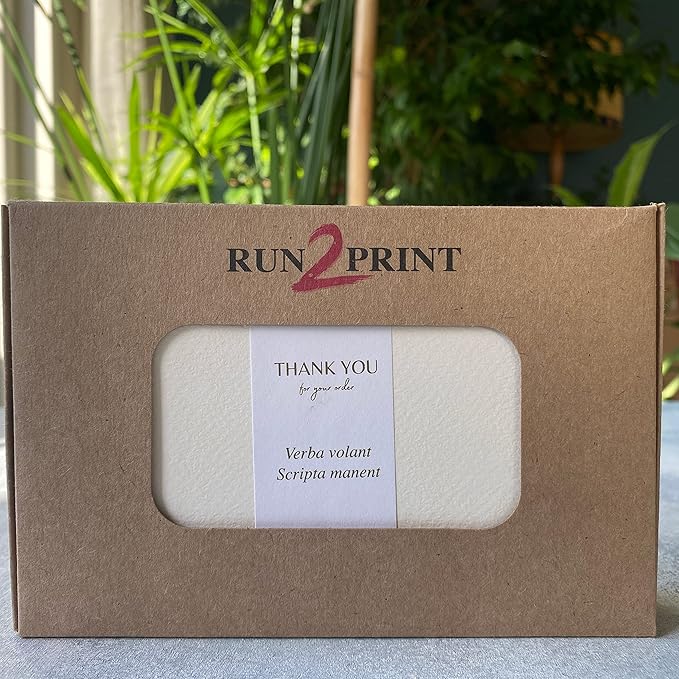 RUN2PRINT
THANK YOU
for your order
Verba volant
Scripta manent